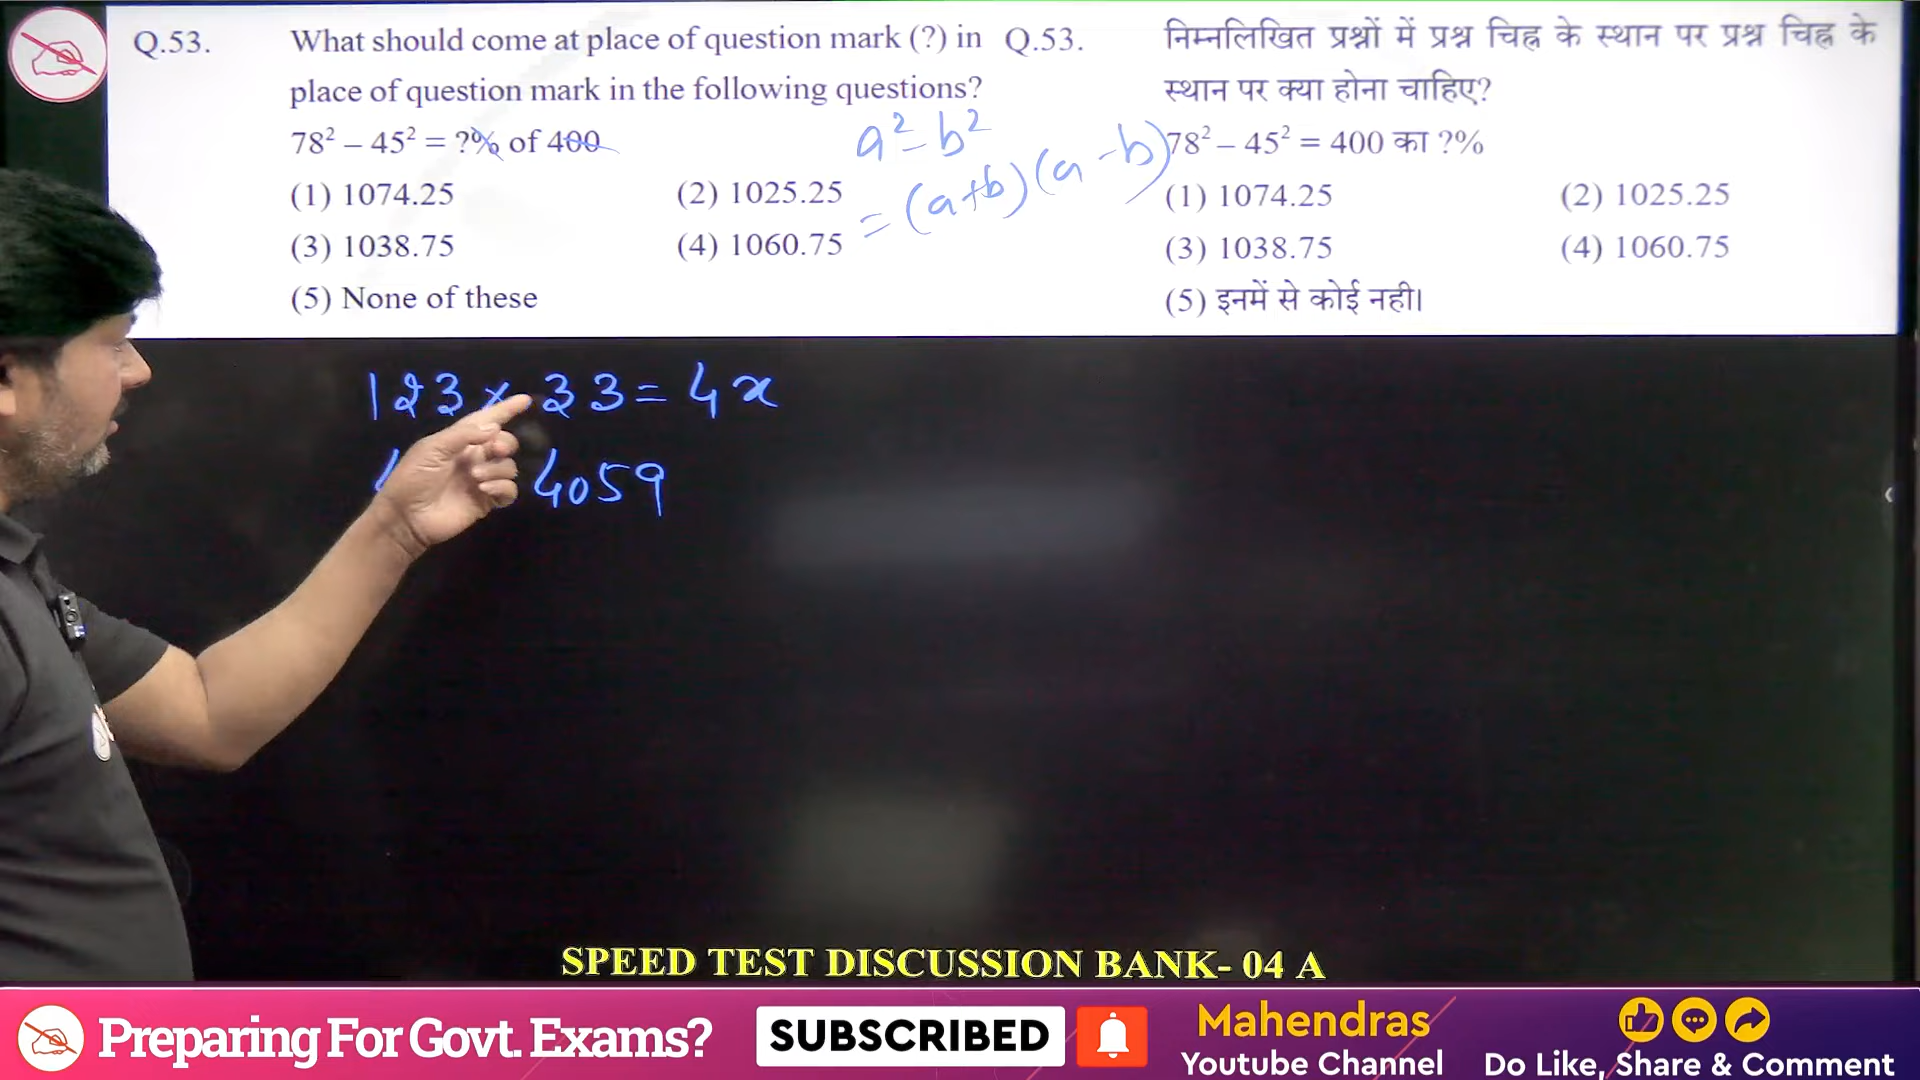 Q.53. What should come at place of question mark (?) in
place of question mark in the following questions?
78² – 45² = ?% of 400
(1) 1074.25 (2) 1025.25
(3) 1038.75 (4) 1060.75
(5) None of these
a² – b²
= (a+b)(a-b)
Q.53. निम्नलिखित प्रश्नों में प्रश्न चिह्न के स्थान पर प्रश्न चिह्न के
स्थान पर क्या होना चाहिए?
78² – 45² = 400 का ?%
(1) 1074.25 (2) 1025.25
(3) 1038.75 (4) 1060.75
(5) इनमें से कोई नही।
123 × 33 = 4x
4059
SPEED TEST DISCUSSION BANK- 04 A
Preparing For Govt. Exams?
SUBSCRIBED
Mahendras
Youtube Channel
Do Like, Share & Comment